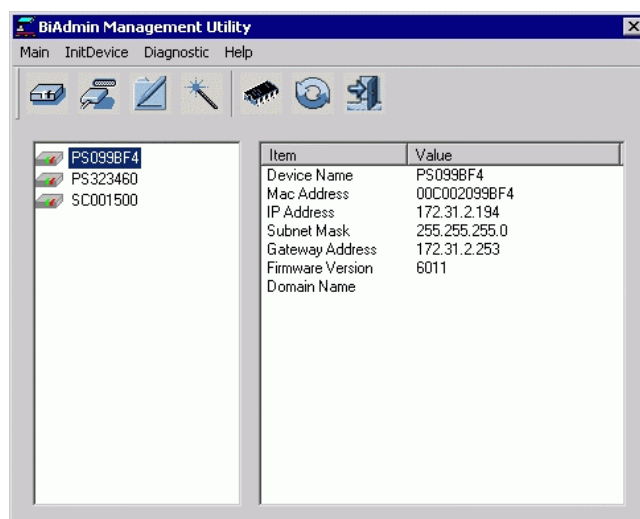 BiAdmin Management Utility
Main InitDevice Diagnostic Help
PS099BF4
PS323460
SC001500
Item Value
Device Name PS099BF4
Mac Address 00C002099BF4
IP Address 172.31.2.194
Subnet Mask 255.255.255.0
Gateway Address 172.31.2.253
Firmware Version 6011
Domain Name